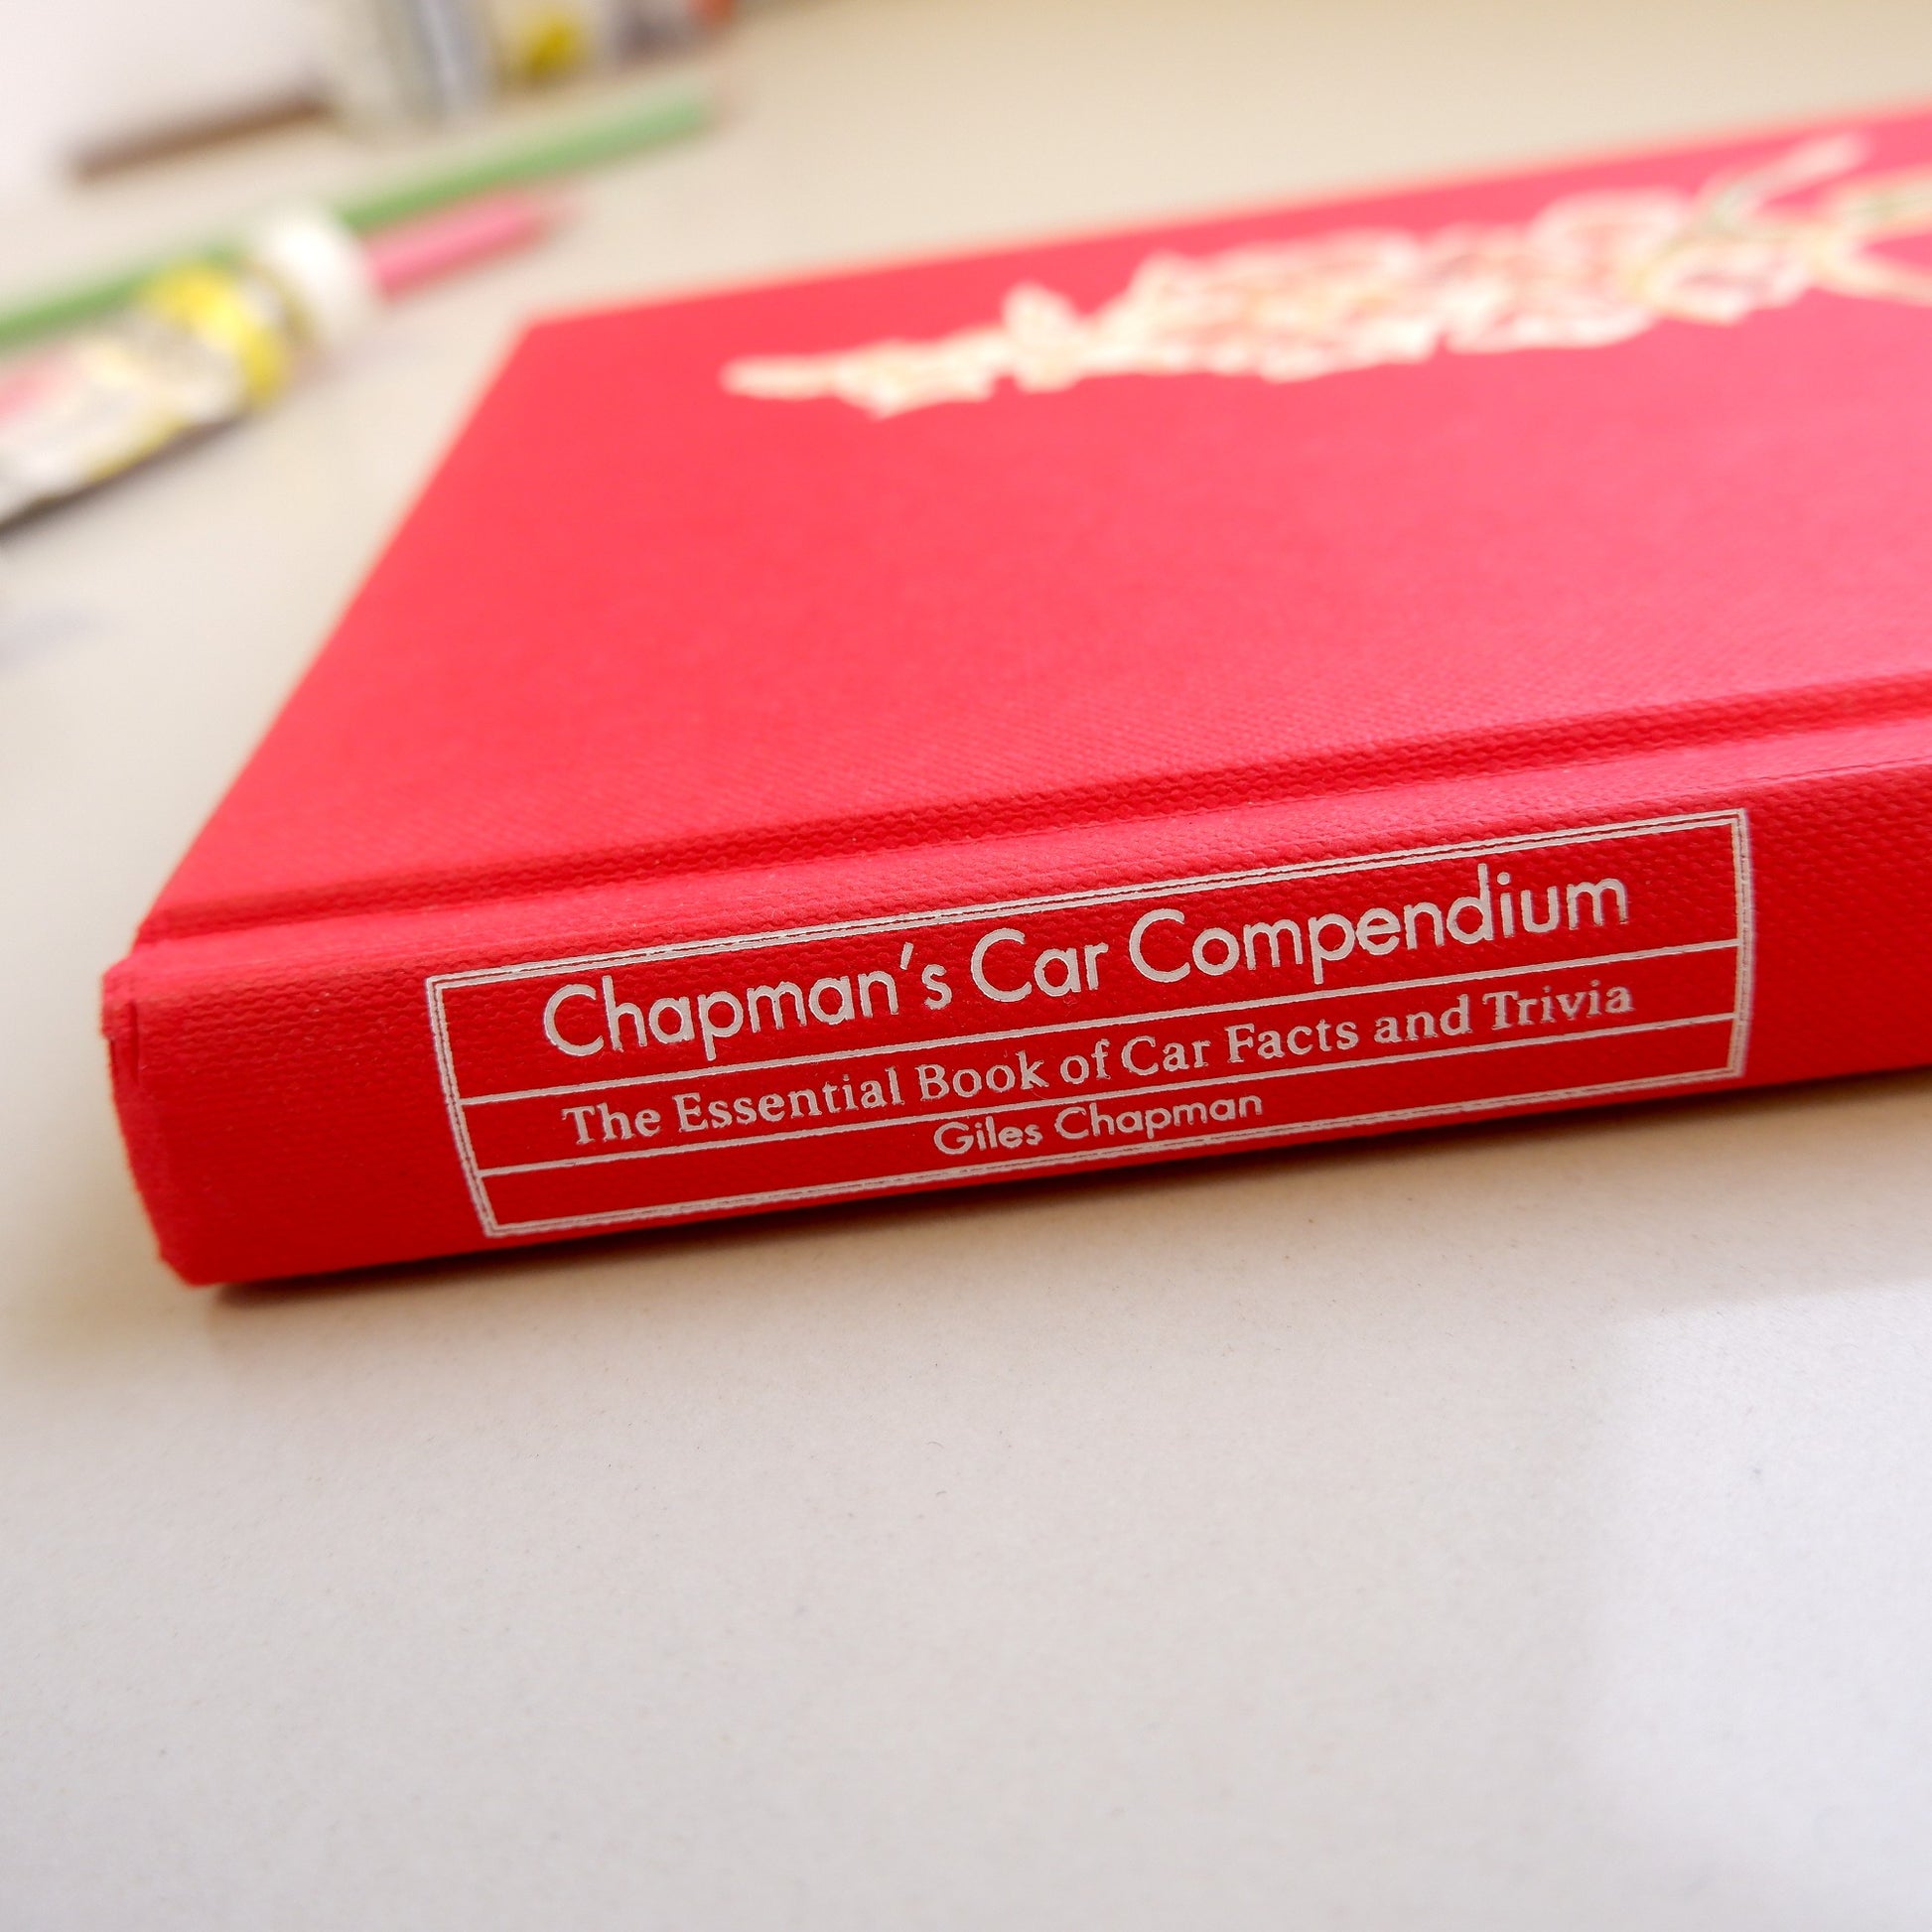 Chapman's Car Compendium
The Essential Book of Car Facts and Trivia
Giles Chapman